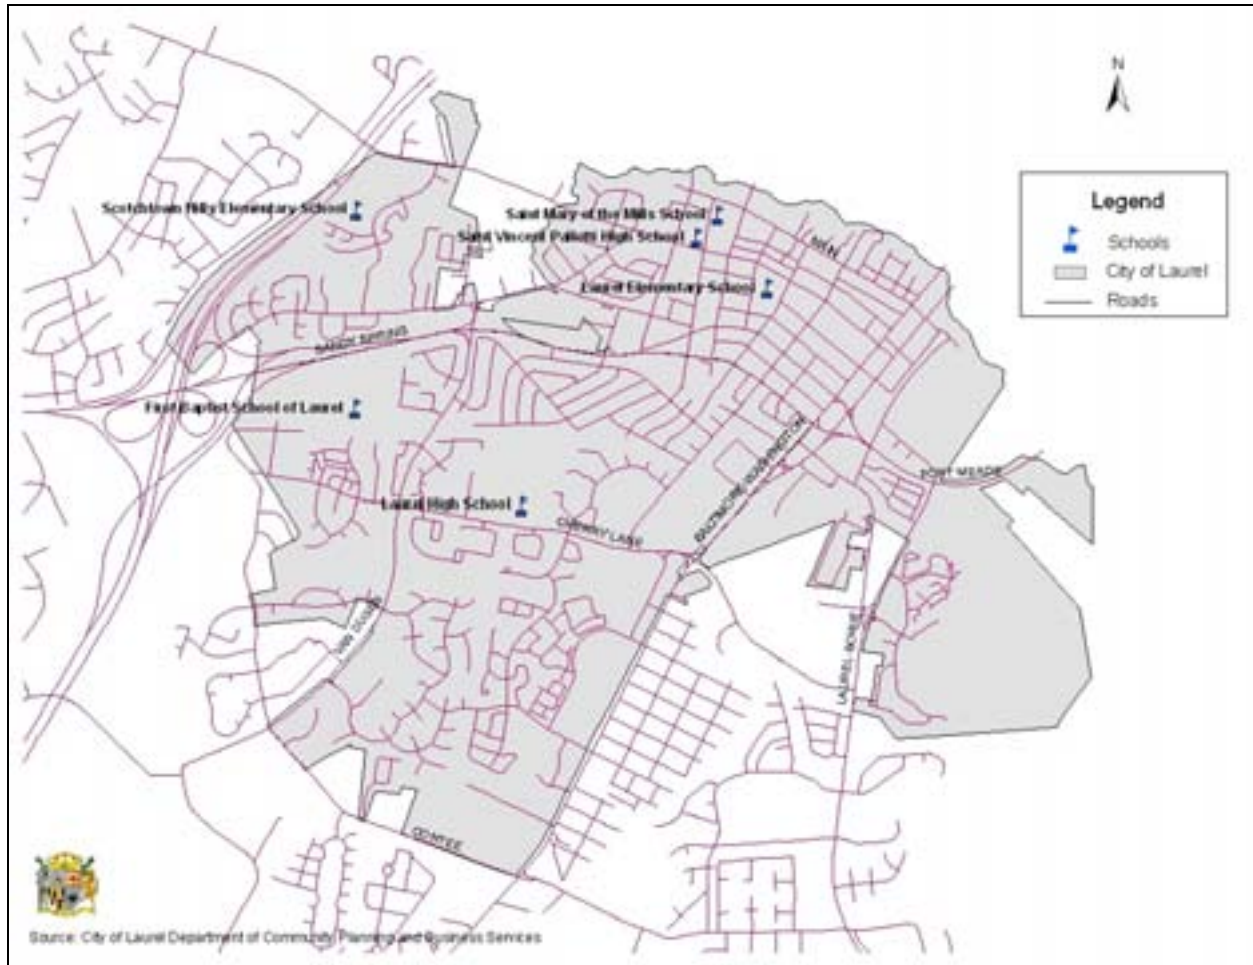 N
Legend
Schools
City of Laurel
Roads
Scotchtown Hills Elementary School
Saint Mary of the Mills School
Saint Vincent Pallotti High School
Laurel Elementary School
SANDY SPRING
First Baptist School of Laurel
BALTIMORE-WASHINGTON
FORT MEADE
Laurel High School
CHERRY LANE
VAN DUSEN
LAUREL-BOWIE
CONTEE
Source: City of Laurel Department of Community Planning and Business Services